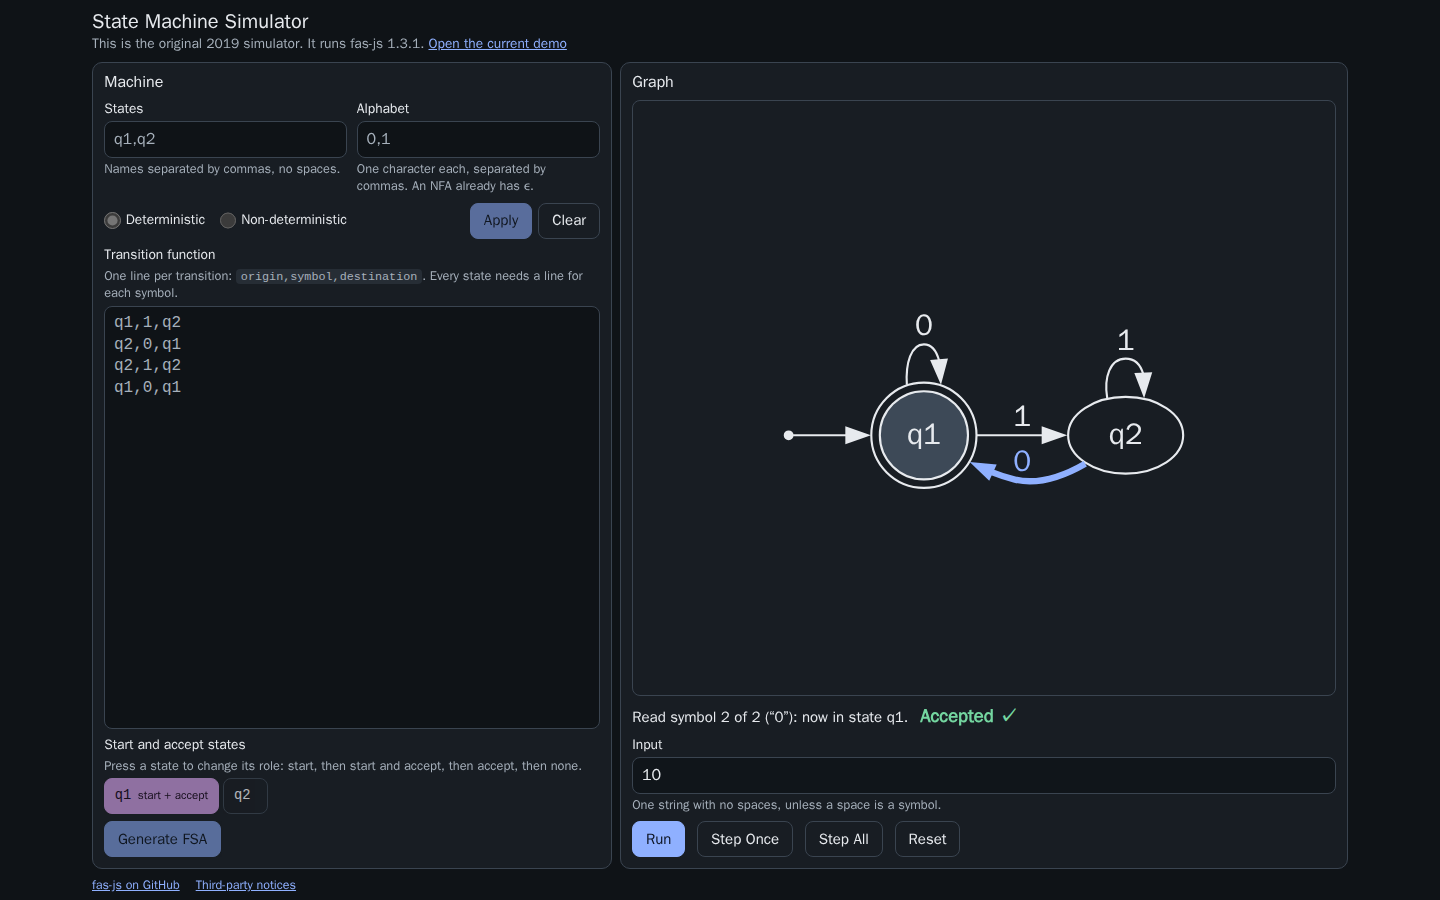 State Machine Simulator
This is the original 2019 simulator. It runs fas-js 1.3.1. Open the current demo
Machine
States
Alphabet
q1,q2
0,1
Names separated by commas, no spaces.
One character each, separated by
commas. An NFA already has ϵ.
Deterministic
Non-deterministic
Apply
Clear
Transition function
One line per transition: origin,symbol,destination. Every state needs a line for
each symbol.
q1,1,q2
q2,0,q1
q2,1,q2
q1,0,q1
Start and accept states
Press a state to change its role: start, then start and accept, then accept, then none.
q1 start + accept
q2
Generate FSA
Graph
0
1
q1
1
q2
0
Read symbol 2 of 2 (“0”): now in state q1. Accepted ✓
Input
10
One string with no spaces, unless a space is a symbol.
Run
Step Once
Step All
Reset
fas-js on GitHub
Third-party notices